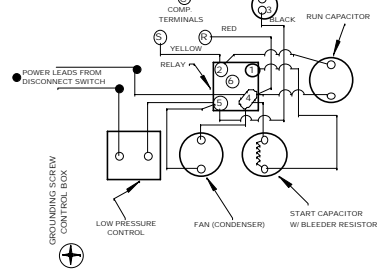 COMP.
TERMINALS
3
BLACK
RUN CAPACITOR
RED
S
R
YELLOW
RELAY
2
1
6
5
4
POWER LEADS FROM
DISCONNECT SWITCH
GROUNDING SCREW
CONTROL BOX
LOW PRESSURE
CONTROL
FAN (CONDENSER)
START CAPACITOR
W/ BLEEDER RESISTOR